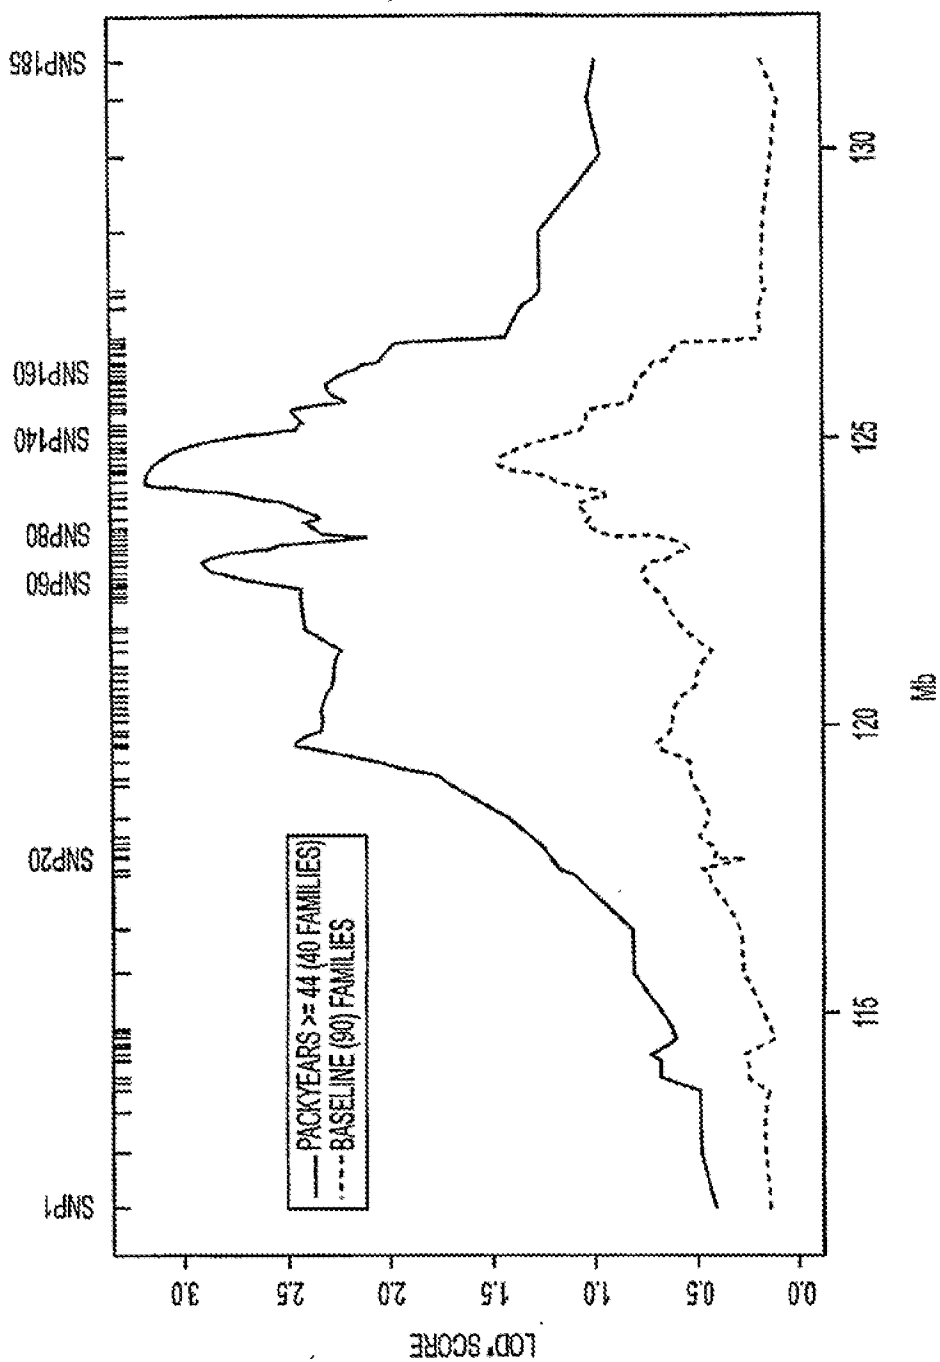 SNP1
SNP20
SNP60
SNP80
SNP140
SNP160
SNP185
3.0
2.5
2.0
1.5
1.0
0.5
0.0
LOD* SCORE
PACKYEARS >= 44 (40 FAMILIES)
BASELINE (90) FAMILIES
115
120
125
130
Mb